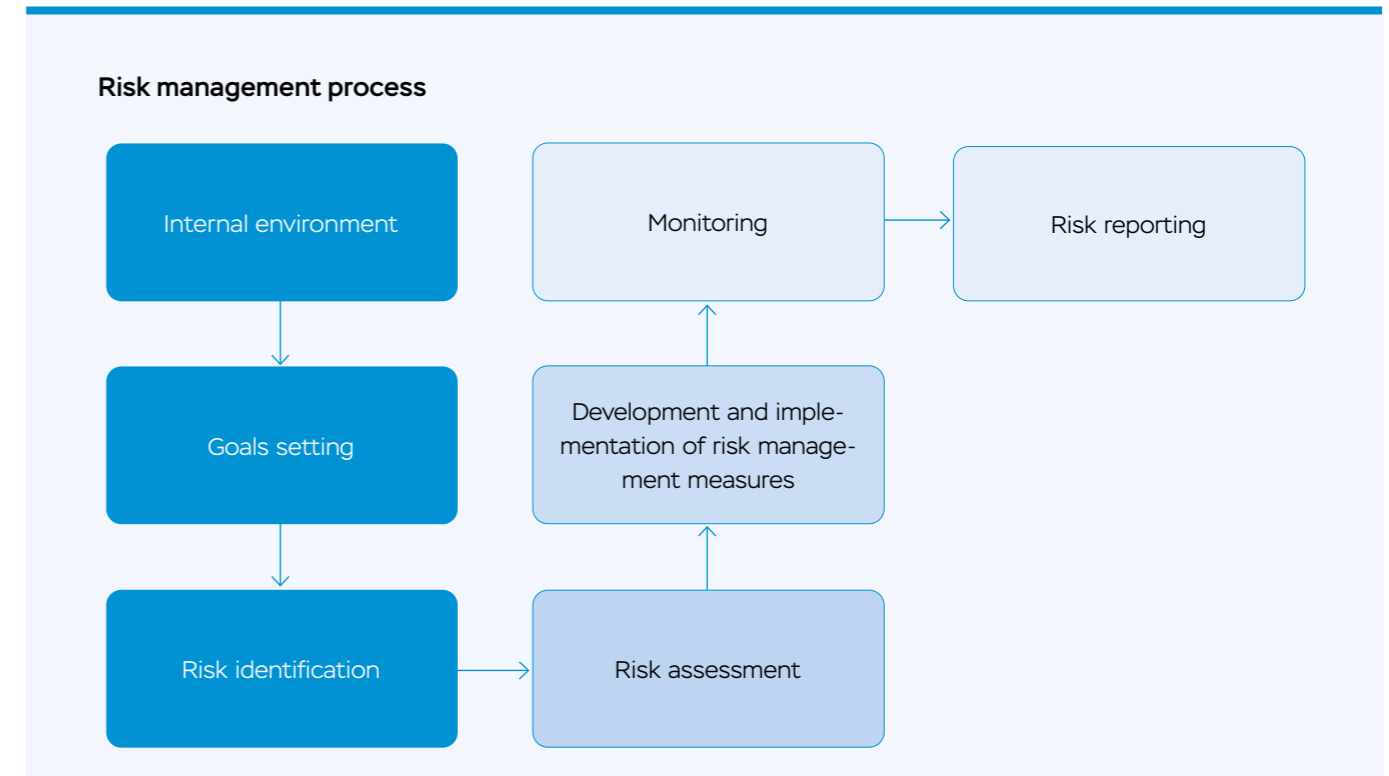 Risk management process
Internal environment
Goals setting
Risk identification
Risk assessment
Development and imple-
mentation of risk manage-
ment measures
Monitoring
Risk reporting